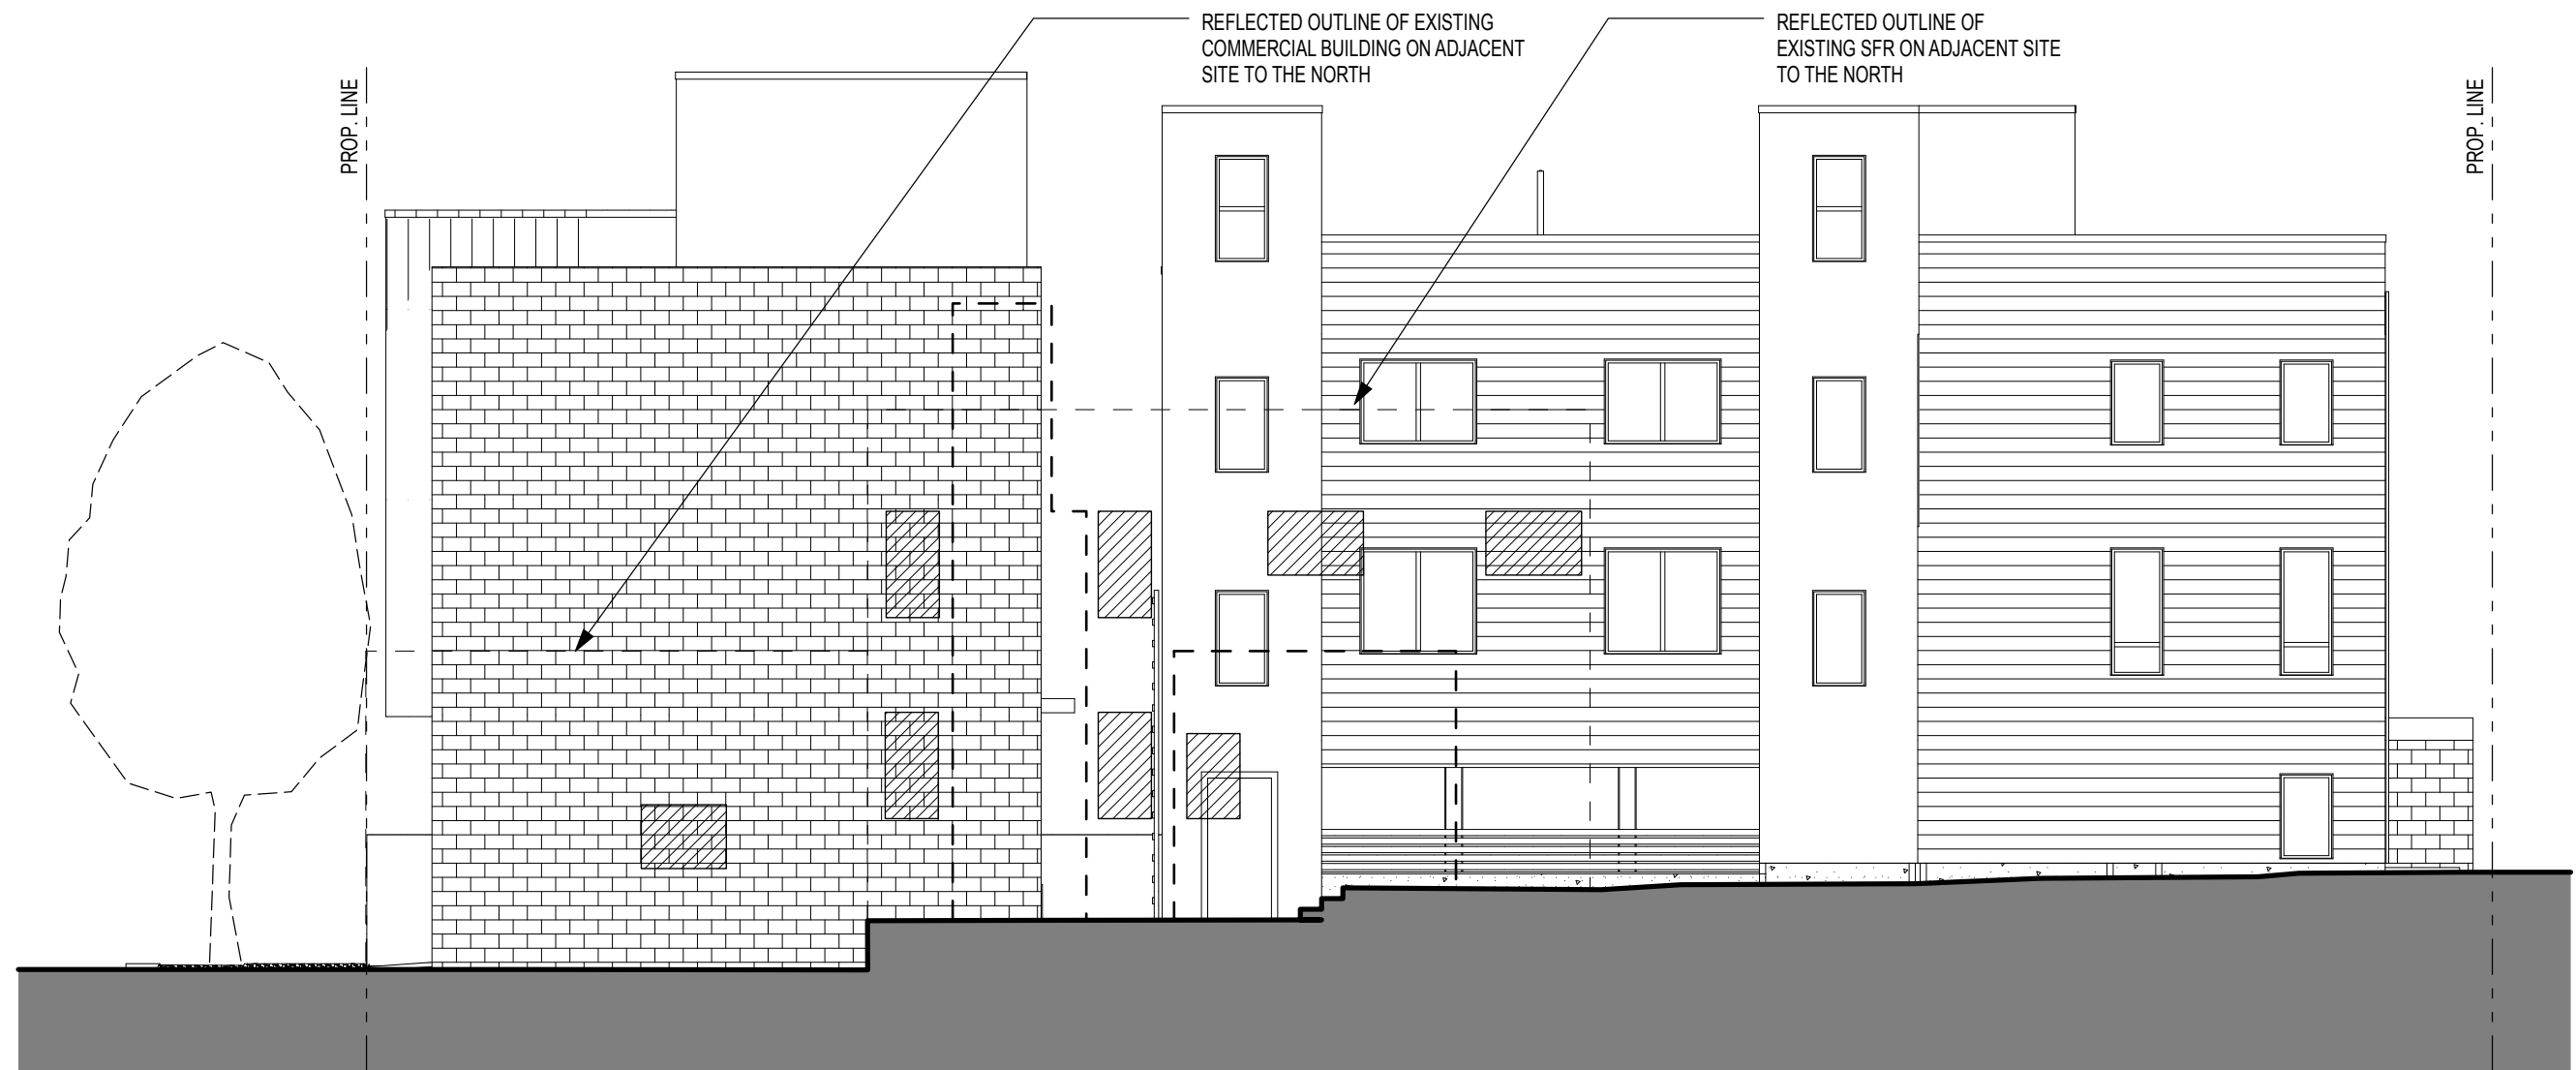 REFLECTED OUTLINE OF EXISTING
COMMERCIAL BUILDING ON ADJACENT
SITE TO THE NORTH
REFLECTED OUTLINE OF
EXISTING SFR ON ADJACENT SITE
TO THE NORTH
PROP. LINE
PROP. LINE